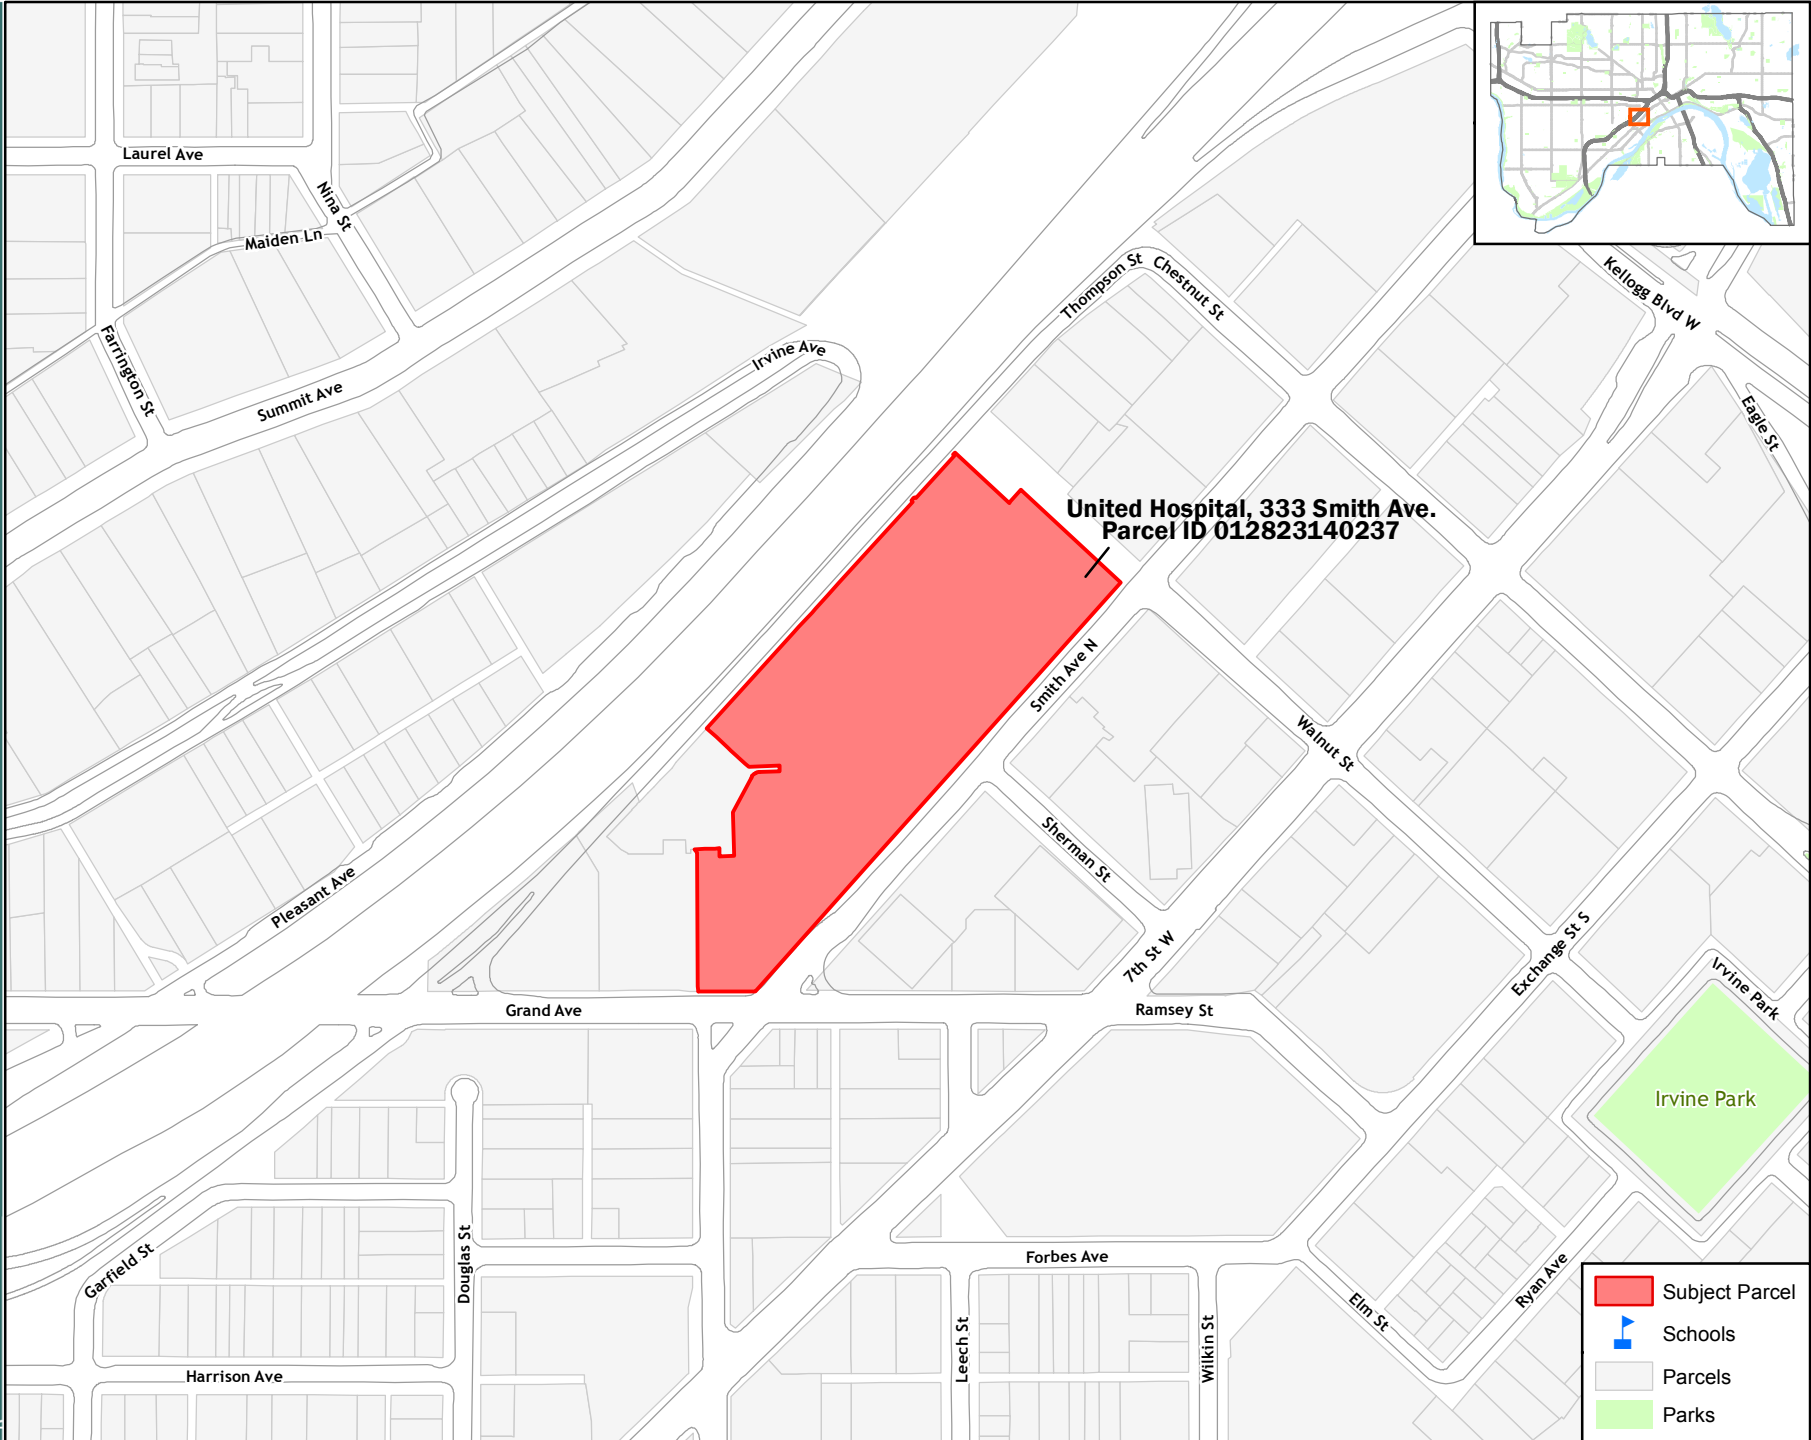 Laurel Ave
Nina St
Maiden Ln
Farrington St
Summit Ave
Irvine Ave
Thompson St
Chestnut St
Kellogg Blvd W
Eagle St
United Hospital, 333 Smith Ave.
Parcel ID 012823140237
Smith Ave N
Walnut St
Sherman St
Pleasant Ave
7th St W
Exchange St S
Irvine Park
Grand Ave
Ramsey St
Irvine Park
Garfield St
Douglas St
Forbes Ave
Elm St
Ryan Ave
Leech St
Wilkin St
Harrison Ave
Subject Parcel
Schools
Parcels
Parks